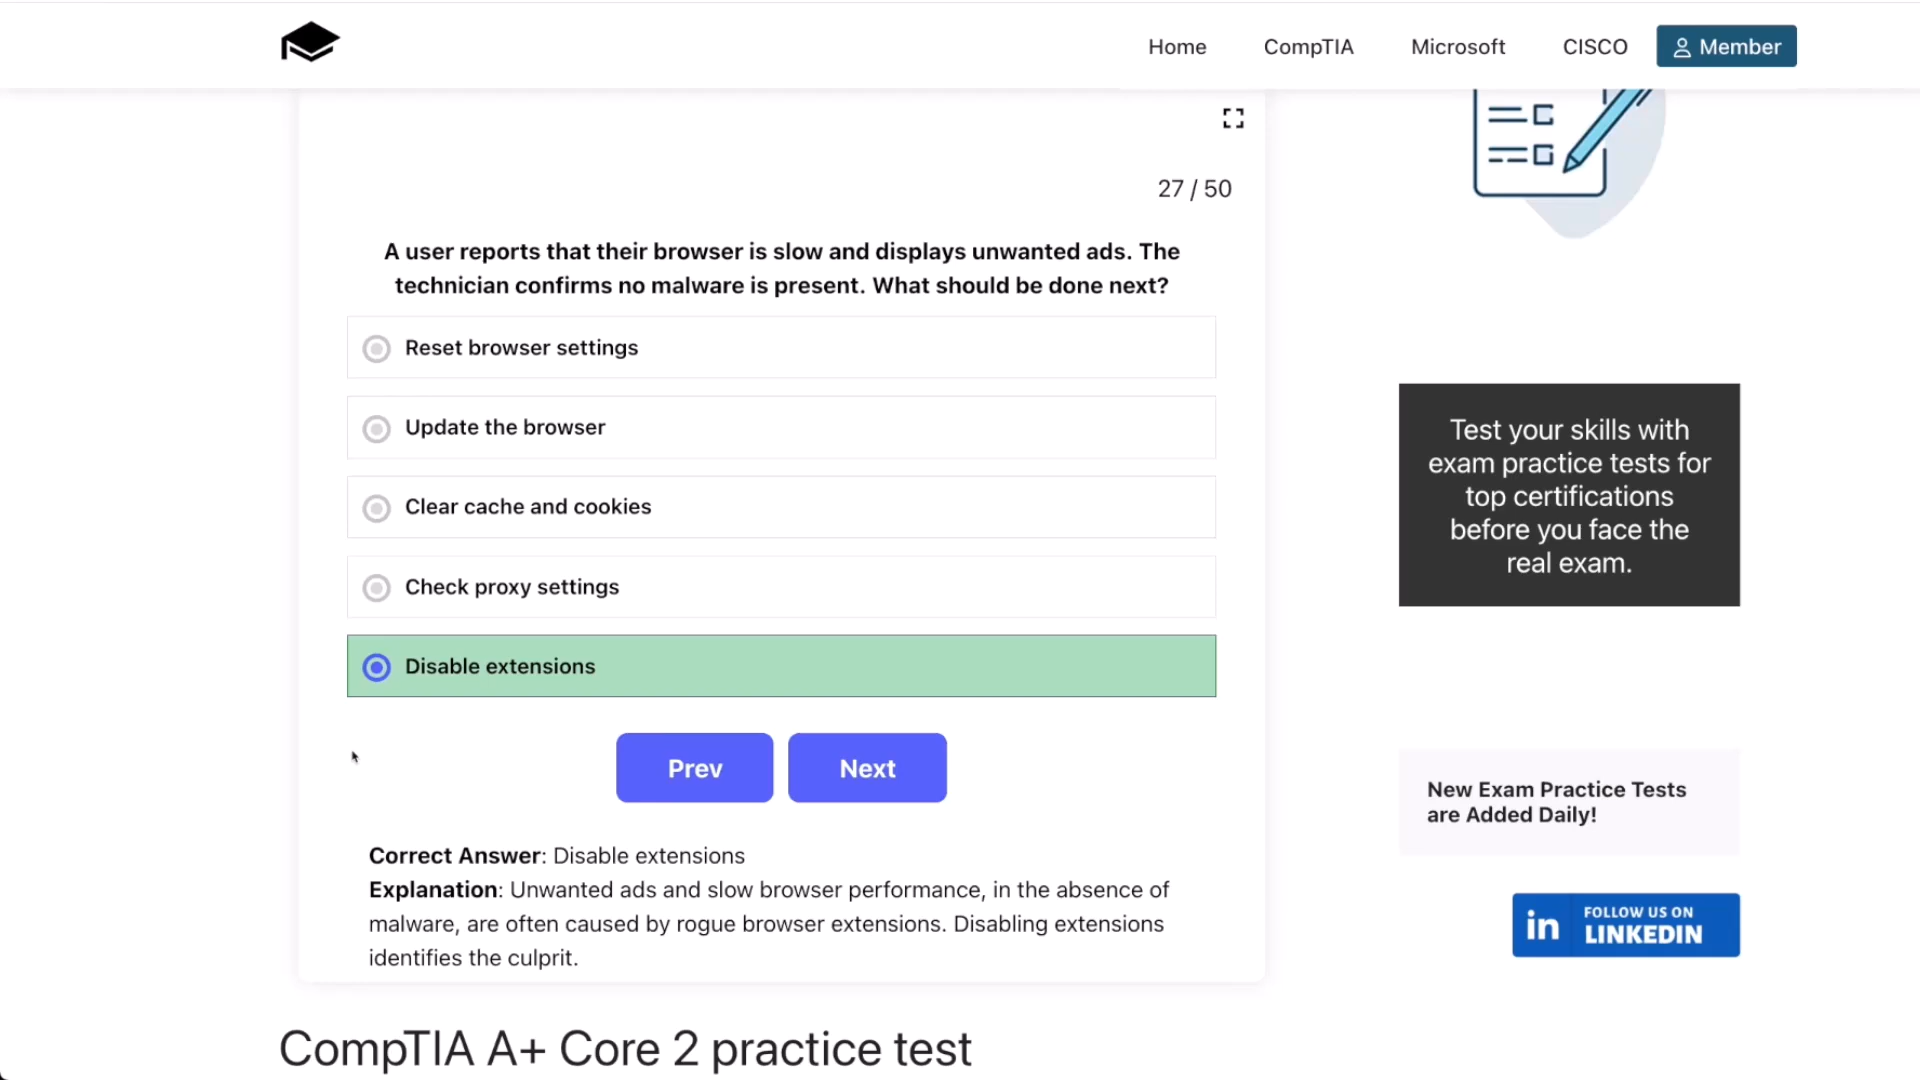 Home CompTIA Microsoft CISCO Member
27 / 50
A user reports that their browser is slow and displays unwanted ads. The
technician confirms no malware is present. What should be done next?
Reset browser settings
Update the browser
Clear cache and cookies
Check proxy settings
Disable extensions
Prev Next
Correct Answer: Disable extensions
Explanation: Unwanted ads and slow browser performance, in the absence of
malware, are often caused by rogue browser extensions. Disabling extensions
identifies the culprit.
CompTIA A+ Core 2 practice test
Test your skills with
exam practice tests for
top certifications
before you face the
real exam.
New Exam Practice Tests
are Added Daily!
in FOLLOW US ON
LINKEDIN